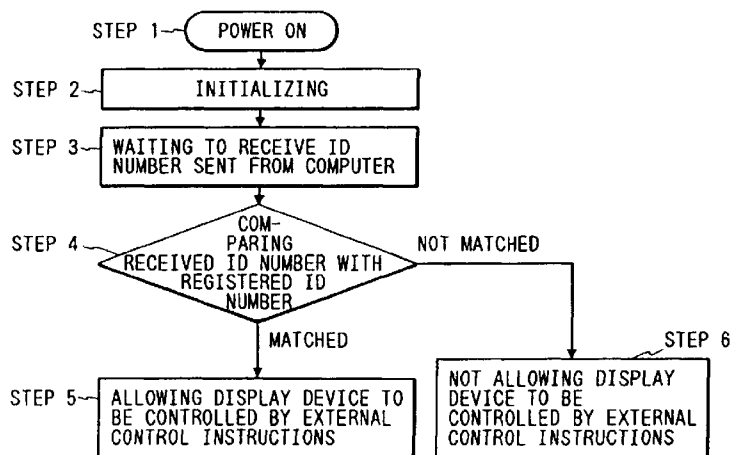 STEP 1
POWER ON
STEP 2
INITIALIZING
STEP 3
WAITING TO RECEIVE ID
NUMBER SENT FROM COMPUTER
STEP 4
COM-
PARING
RECEIVED ID NUMBER WITH
REGISTERED ID
NUMBER
NOT MATCHED
MATCHED
STEP 6
STEP 5
ALLOWING DISPLAY DEVICE TO
BE CONTROLLED BY EXTERNAL
CONTROL INSTRUCTIONS
NOT ALLOWING DISPLAY
DEVICE TO BE
CONTROLLED BY EXTERNAL
CONTROL INSTRUCTIONS